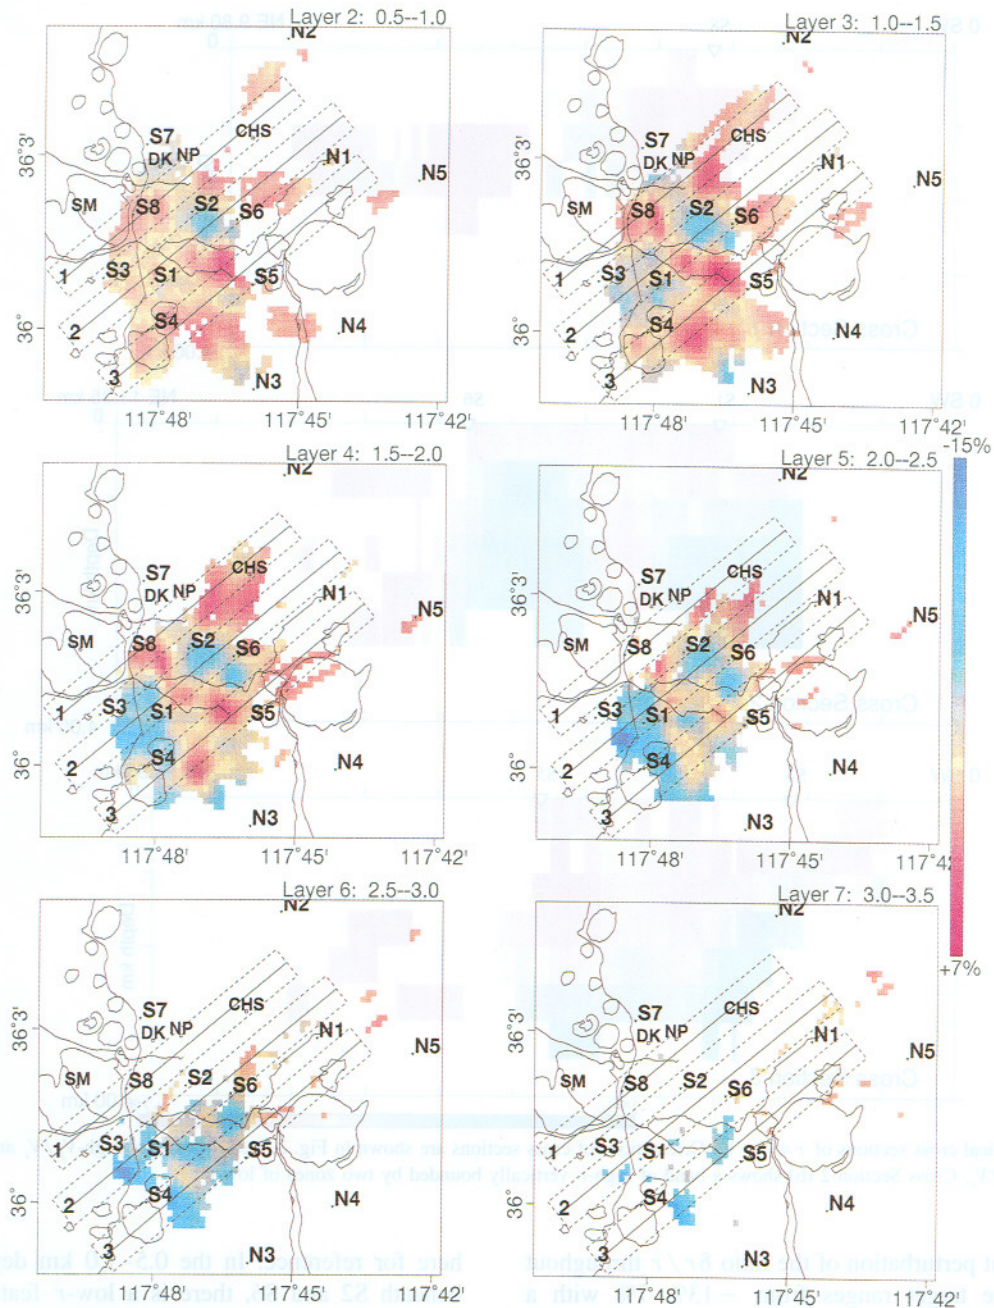 Layer 2: 0.5--1.0
N2
CHS
S7
DK NP
N1
N5
36°3'
SM
S8
S2
S6
1
S3
S1
S5
2
S4
N4
36°
3
N3
117°48'
117°45'
117°42'
Layer 3: 1.0--1.5
N2
CHS
S7
DK NP
N1
N5
36°3'
SM
S8
S2
S6
1
S3
S1
S5
2
S4
N4
36°
3
N3
117°48'
117°45'
117°42'
-15%
+7%
Layer 4: 1.5--2.0
N2
CHS
S7
DK NP
N1
N5
36°3'
SM
S8
S2
S6
1
S3
S1
S5
2
S4
N4
36°
3
N3
117°48'
117°45'
117°42'
Layer 5: 2.0--2.5
N2
CHS
S7
DK NP
N1
N5
36°3'
SM
S8
S2
S6
1
S3
S1
S5
2
S4
N4
36°
3
N3
117°48'
117°45'
117°42
Layer 6: 2.5--3.0
N2
CHS
S7
DK NP
N1
N5
36°3'
SM
S8
S2
S6
1
S3
S1
S5
2
S4
N4
36°
3
N3
117°48'
117°45'
117°42'
Layer 7: 3.0--3.5
N2
CHS
S7
DK NP
N1
N5
36°3'
SM
S8
S2
S6
1
S3
S1
S5
2
S4
N4
36°
3
N3
117°48'
117°45'
117°42'